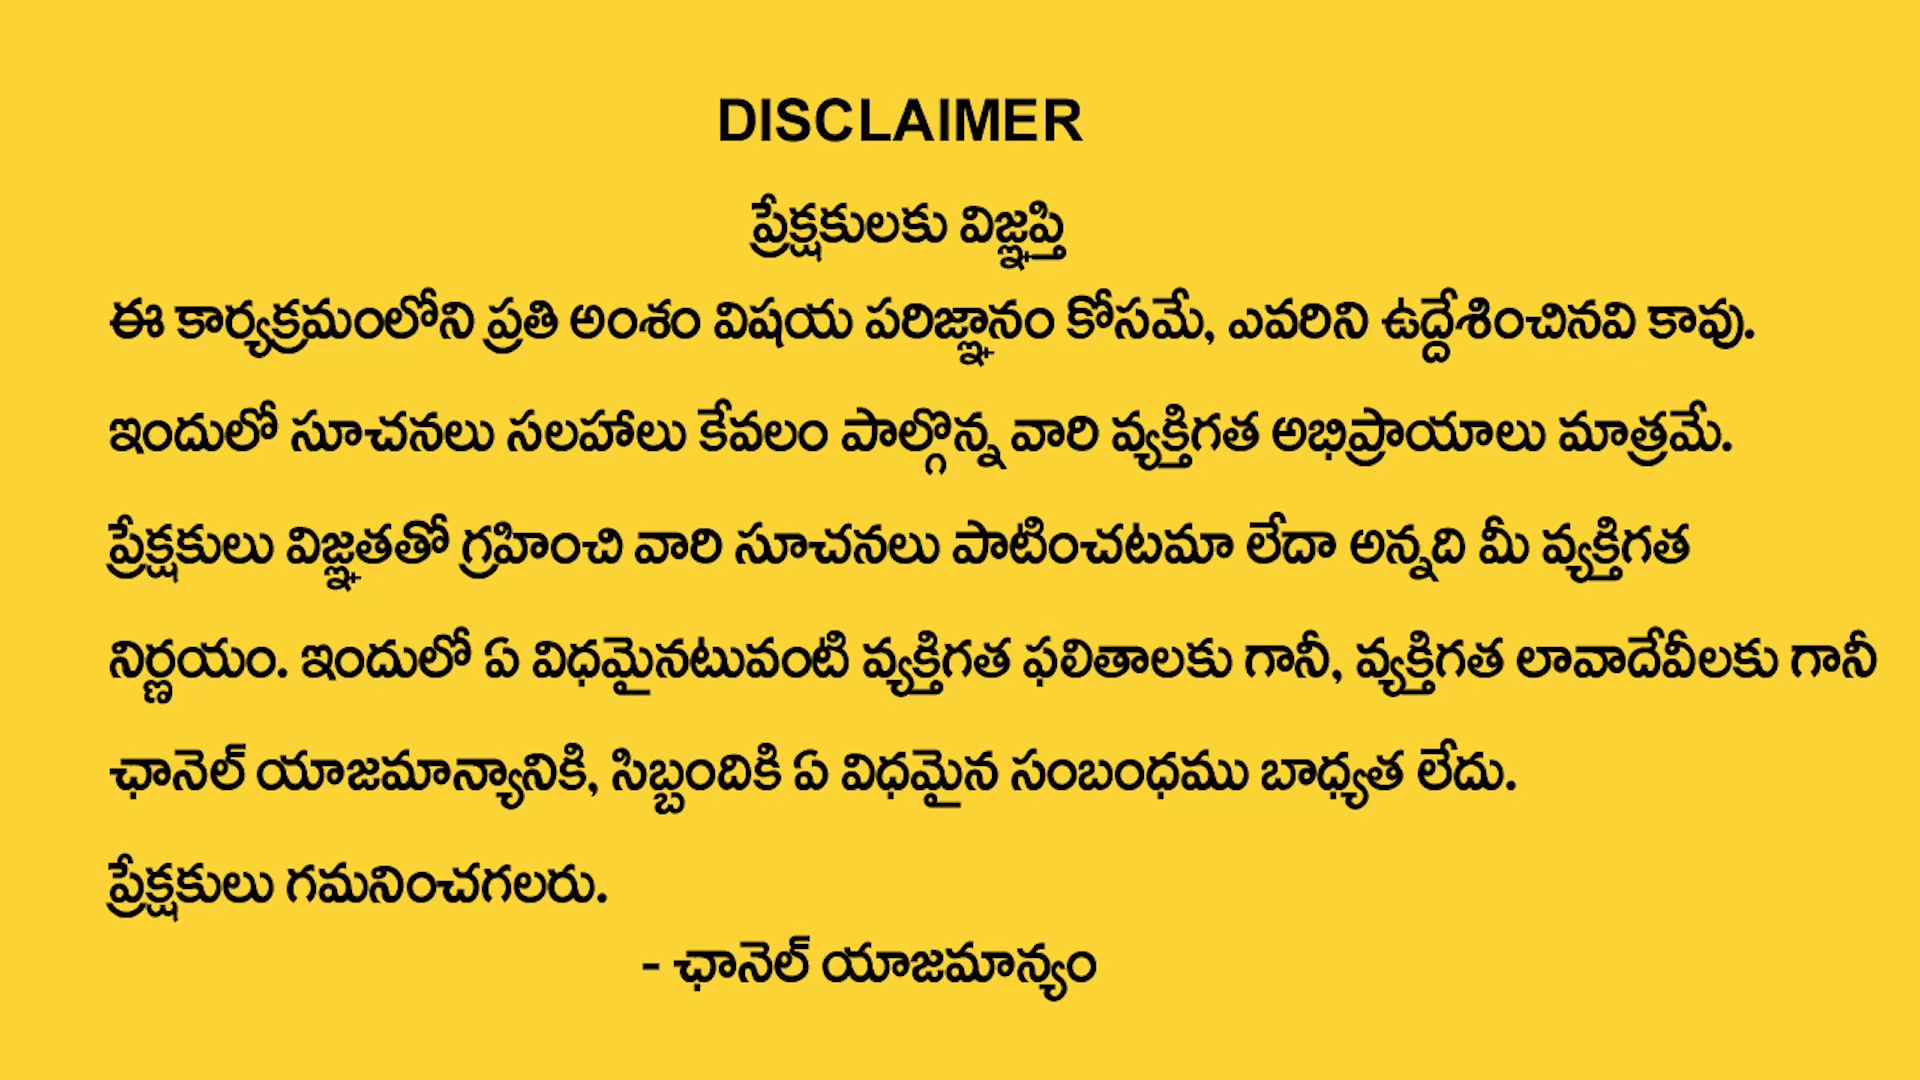 DISCLAIMER
ప్రేక్షకులకు విజ్ఞప్తి
ఈ కార్యక్రమంలోని ప్రతి అంశం విషయ పరిజ్ఞానం కోసమే, ఎవరిని ఉద్దేశించినవి కావు.
ఇందులో సూచనలు సలహాలు కేవలం పాల్గొన్న వారి వ్యక్తిగత అభిప్రాయాలు మాత్రమే.
ప్రేక్షకులు విజ్ఞతతో గ్రహించి వారి సూచనలు పాటించటమా లేదా అన్నది మీ వ్యక్తిగత
నిర్ణయం. ఇందులో ఏ విధమైనటువంటి వ్యక్తిగత ఫలితాలకు గానీ, వ్యక్తిగత లావాదేవీలకు గానీ
ఛానెల్ యాజమాన్యానికి, సిబ్బందికి ఏ విధమైన సంబంధము బాధ్యత లేదు.
ప్రేక్షకులు గమనించగలరు.
- ఛానెల్ యాజమాన్యం